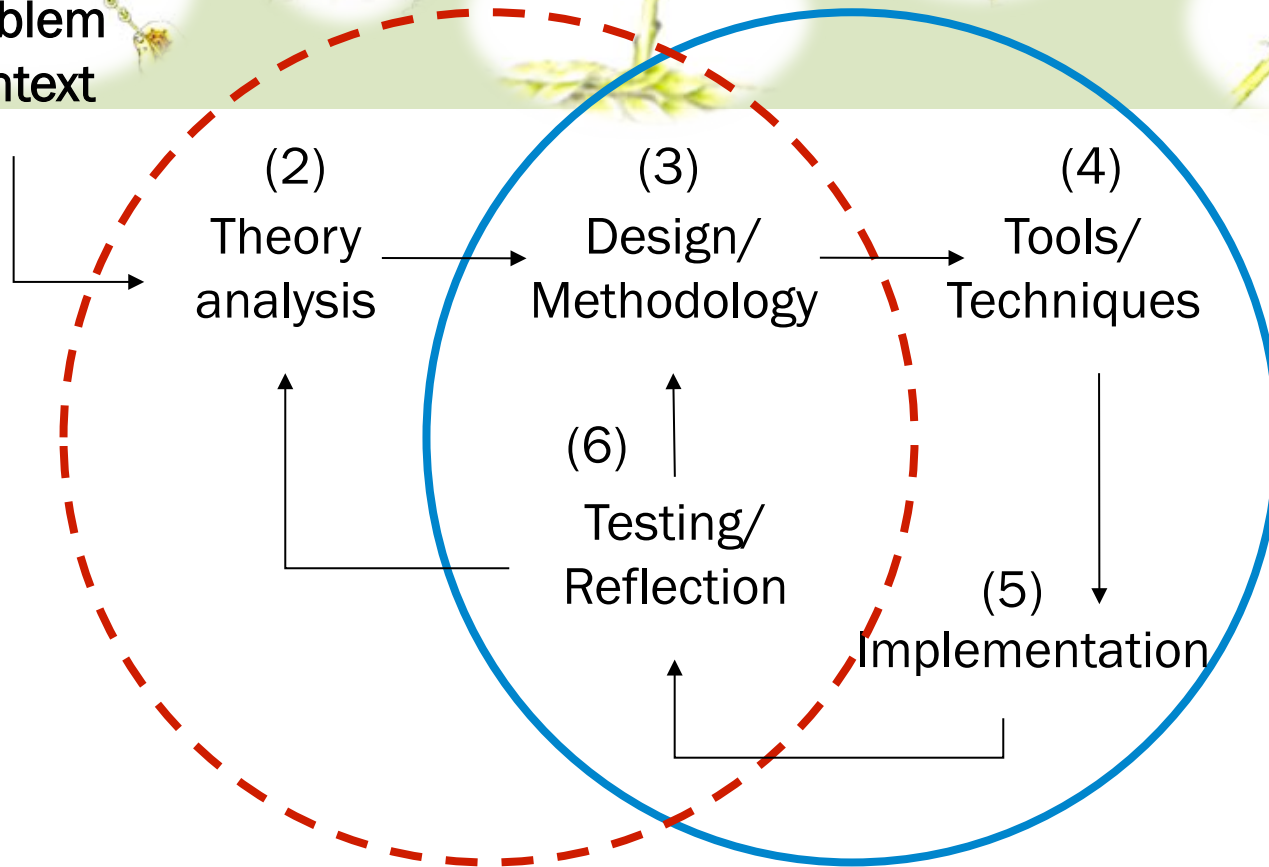 blem
ntext
(2)
Theory
analysis
(3)
Design/
Methodology
(4)
Tools/
Techniques
(6)
Testing/
Reflection
(5)
Implementation